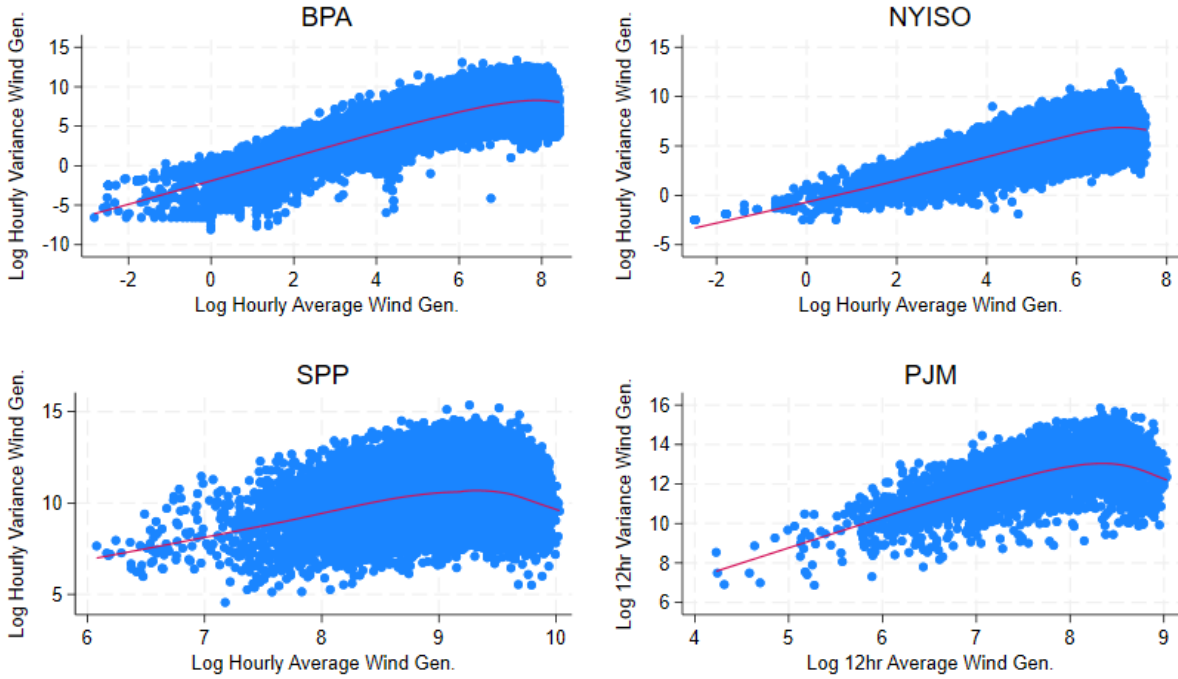 BPA
Log Hourly Variance Wind Gen.
15
10
5
0
-5
-10
-2 0 2 4 6 8
Log Hourly Average Wind Gen.
NYISO
Log Hourly Variance Wind Gen.
15
10
5
0
-5
-2 0 2 4 6 8
Log Hourly Average Wind Gen.
SPP
Log Hourly Variance Wind Gen.
15
10
5
6 7 8 9 10
Log Hourly Average Wind Gen.
PJM
Log 12hr Variance Wind Gen.
16
14
12
10
8
6
4 5 6 7 8 9
Log 12hr Average Wind Gen.